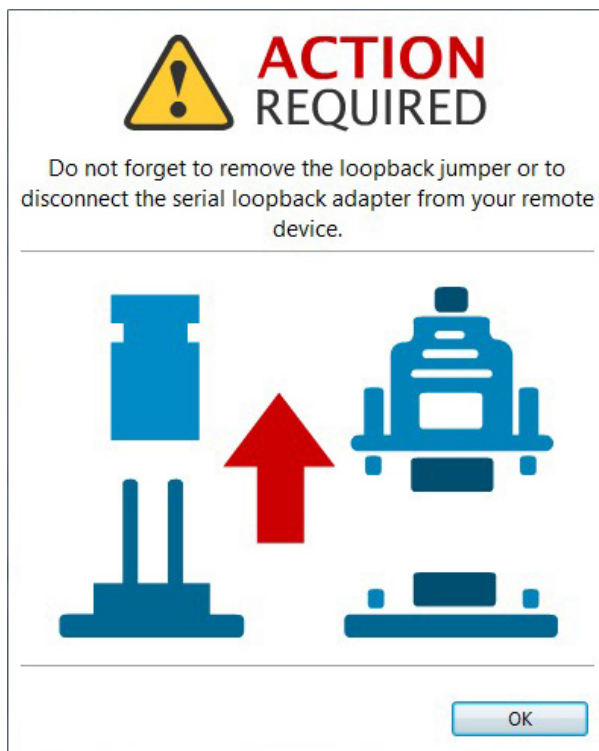 ACTION
REQUIRED
Do not forget to remove the loopback jumper or to
disconnect the serial loopback adapter from your remote
device.
OK